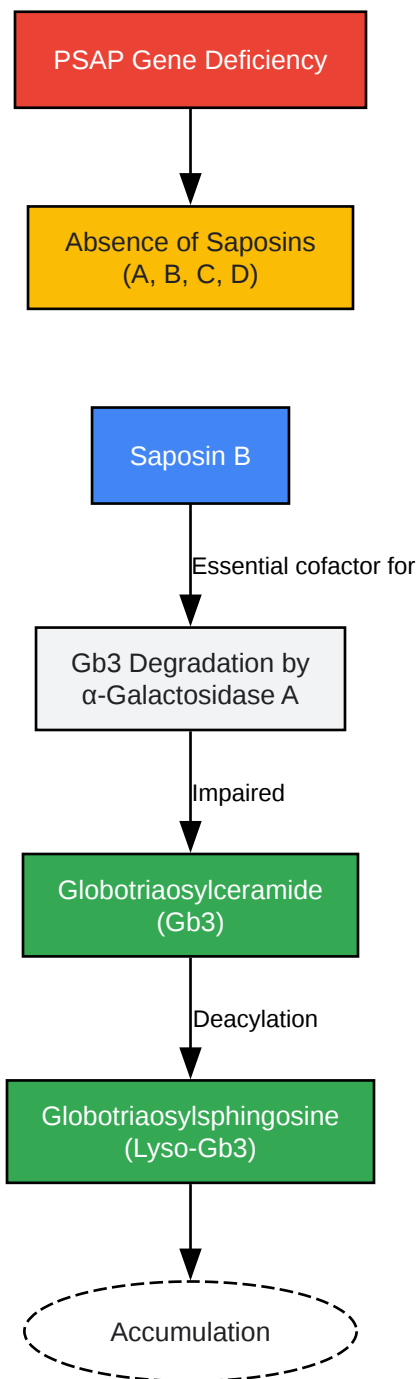 PSAP Gene Deficiency
Absence of Saposins
(A, B, C, D)
Saposin B
Essential cofactor for
Gb3 Degradation by
α-Galactosidase A
Impaired
Globotriaosylceramide
(Gb3)
Deacylation
Globotriaosylsphingosine
(Lyso-Gb3)
Accumulation